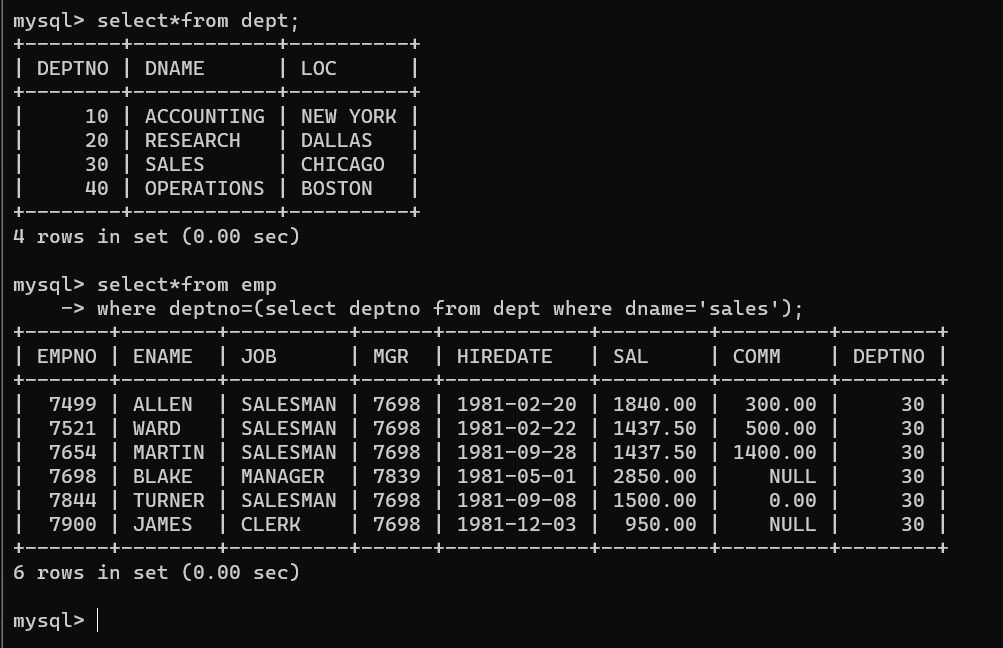 mysql> select*from dept;
+--------+------------+----------+
| DEPTNO | DNAME      | LOC      |
+--------+------------+----------+
|     10 | ACCOUNTING | NEW YORK |
|     20 | RESEARCH   | DALLAS   |
|     30 | SALES      | CHICAGO  |
|     40 | OPERATIONS | BOSTON   |
+--------+------------+----------+
4 rows in set (0.00 sec)

mysql> select*from emp
    -> where deptno=(select deptno from dept where dname='sales');
+-------+--------+----------+------+------------+---------+---------+--------+
| EMPNO | ENAME  | JOB      | MGR  | HIREDATE   | SAL     | COMM    | DEPTNO |
+-------+--------+----------+------+------------+---------+---------+--------+
|  7499 | ALLEN  | SALESMAN | 7698 | 1981-02-20 | 1840.00 |  300.00 |     30 |
|  7521 | WARD   | SALESMAN | 7698 | 1981-02-22 | 1437.50 |  500.00 |     30 |
|  7654 | MARTIN | SALESMAN | 7698 | 1981-09-28 | 1437.50 | 1400.00 |     30 |
|  7698 | BLAKE  | MANAGER  | 7839 | 1981-05-01 | 2850.00 |    NULL |     30 |
|  7844 | TURNER | SALESMAN | 7698 | 1981-09-08 | 1500.00 |    0.00 |     30 |
|  7900 | JAMES  | CLERK    | 7698 | 1981-12-03 |  950.00 |    NULL |     30 |
+-------+--------+----------+------+------------+---------+---------+--------+
6 rows in set (0.00 sec)

mysql>